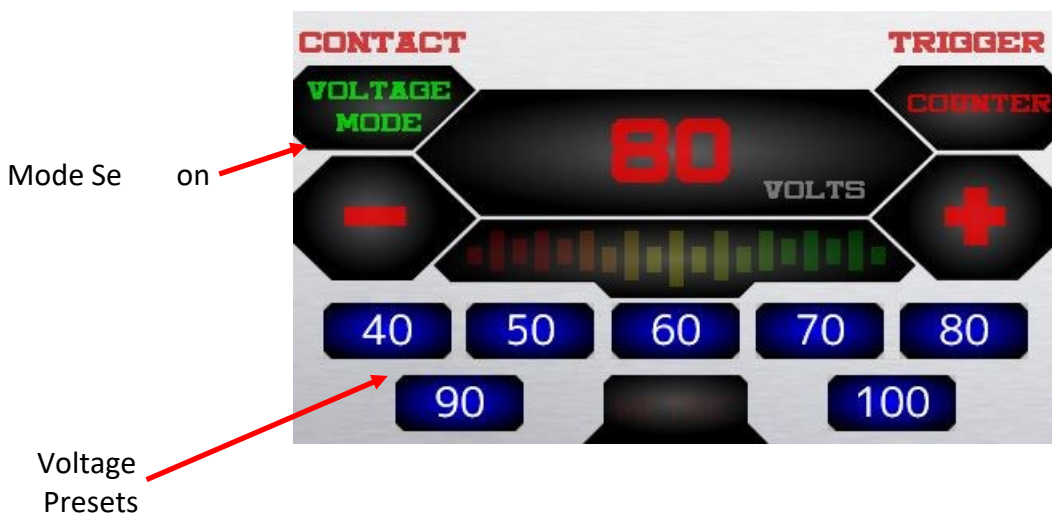 CONTACT
TRIGGER
VOLTAGE
MODE
COUNTER
80
VOLTS
Mode Se on
40 50 60 70 80
90 100
Voltage
Presets